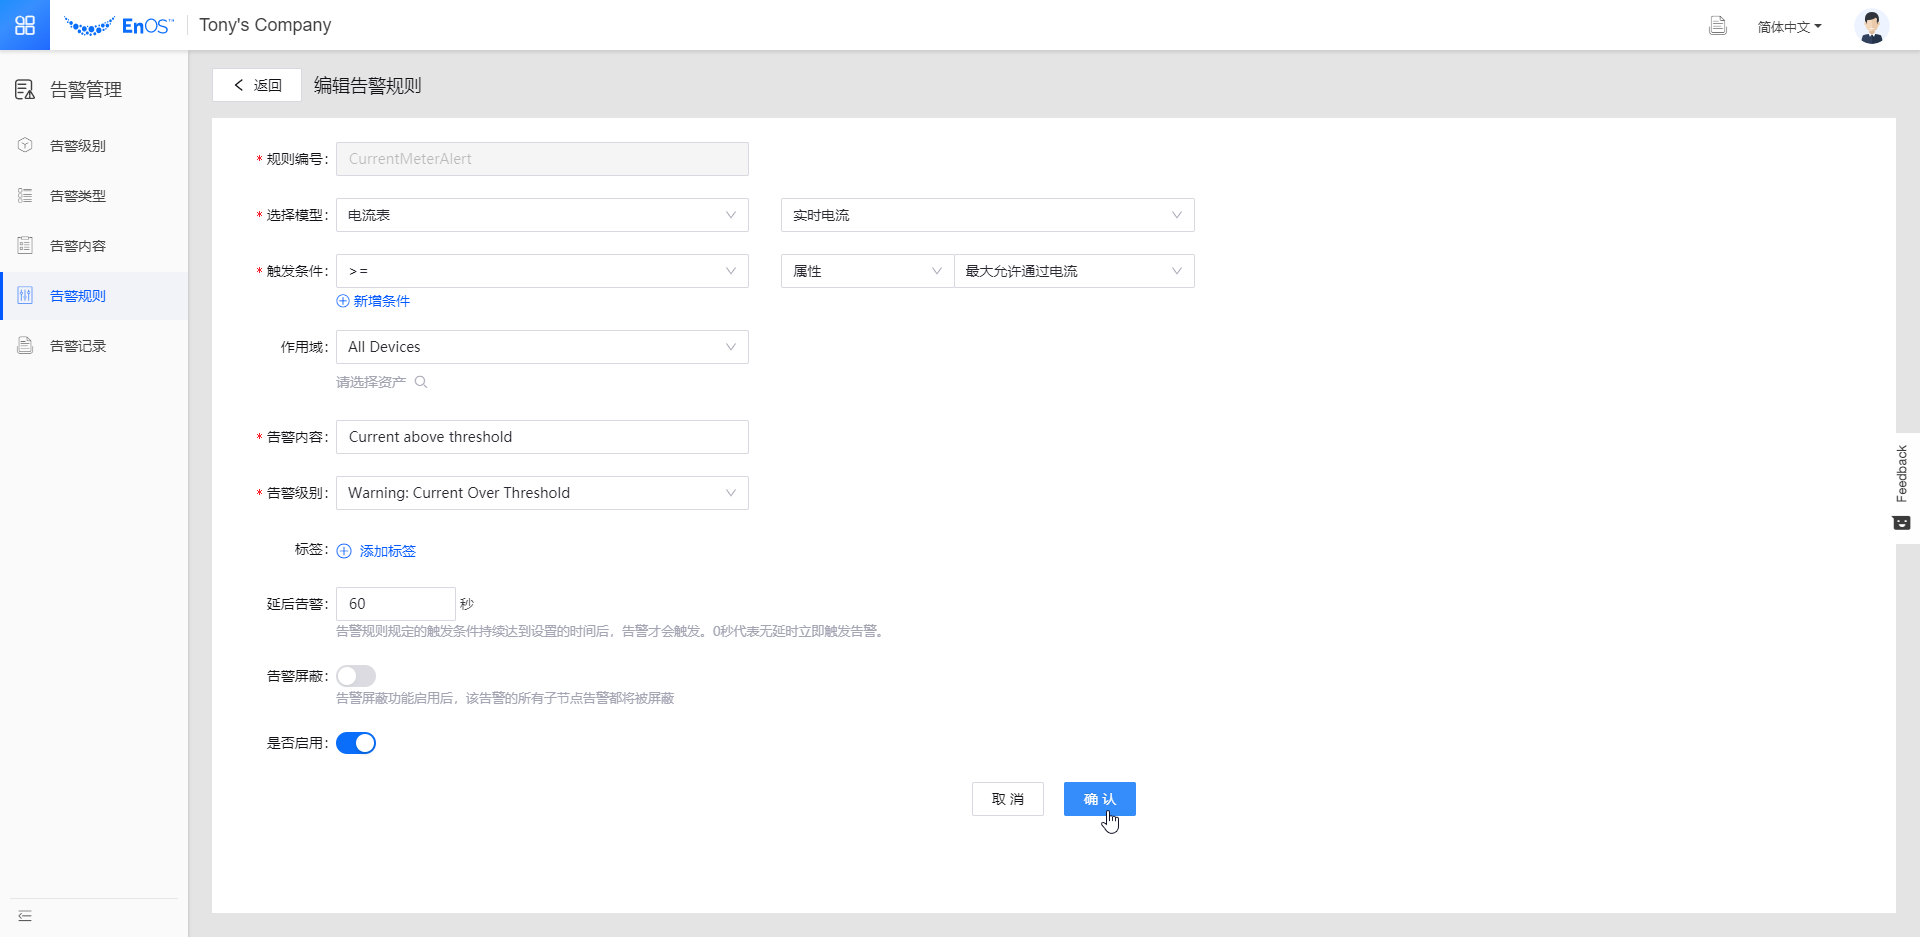 EnOS™ Tony's Company 简体中文
告警管理
告警级别
告警类型
告警内容
告警规则
告警记录
返回 编辑告警规则
* 规则编号: CurrentMeterAlert
* 选择模型: 电流表 实时电流
* 触发条件: >= 属性 最大允许通过电流
新增条件
作用域: All Devices
请选择资产
* 告警内容: Current above threshold
* 告警级别: Warning: Current Over Threshold
标签: 添加标签
延后告警: 60 秒
告警规则规定的触发条件持续达到设置的时间后，告警才会触发。0秒代表无延时立即触发告警。
告警屏蔽:
告警屏蔽功能启用后，该告警的所有子节点告警都将被屏蔽
是否启用:
取 消 确 认
Feedback